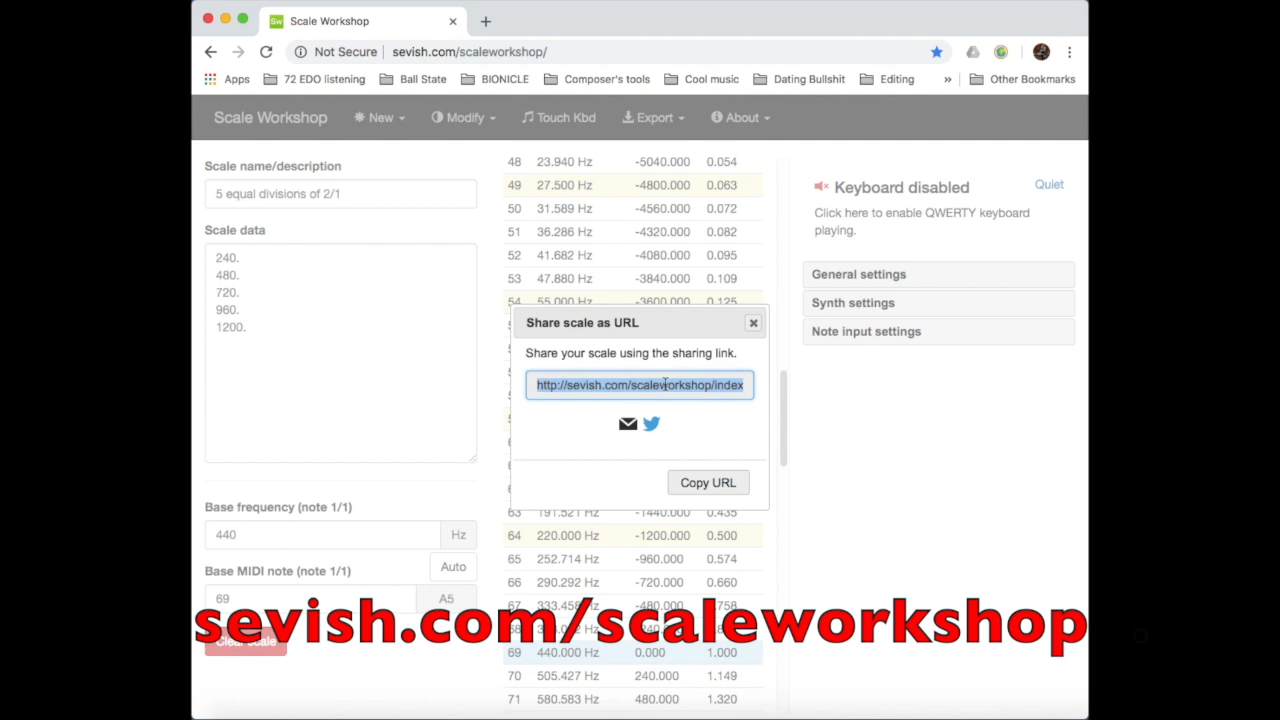 Scale Workshop
Not Secure | sevish.com/scaleworkshop/
Apps 72 EDO listening Ball State BIONICLE Composer's tools Cool music Dating Bullshit Editing » Other Bookmarks
Scale Workshop New Modify Touch Kbd Export About
Scale name/description
5 equal divisions of 2/1
Scale data
240.
480.
720.
960.
1200.
Base frequency (note 1/1)
440 Hz
Auto
Base MIDI note (note 1/1)
69 A5
Clear scale
48 23.940 Hz -5040.000 0.054
49 27.500 Hz -4800.000 0.063
50 31.589 Hz -4560.000 0.072
51 36.286 Hz -4320.000 0.082
52 41.682 Hz -4080.000 0.095
53 47.880 Hz -3840.000 0.109
54 55.000 Hz -3600.000 0.125
Share scale as URL
Share your scale using the sharing link.
http://sevish.com/scaleworkshop/index
Copy URL
63 191.521 Hz -1440.000 0.435
64 220.000 Hz -1200.000 0.500
65 252.714 Hz -960.000 0.574
66 290.292 Hz -720.000 0.660
67 333.458 Hz -480.000 .758
68
69 440.000 Hz 0.000 1.000
70 505.427 Hz 240.000 1.149
71 580.583 Hz 480.000 1.320
Keyboard disabled Quiet
Click here to enable QWERTY keyboard
playing.
General settings
Synth settings
Note input settings
sevish.com/scaleworkshop